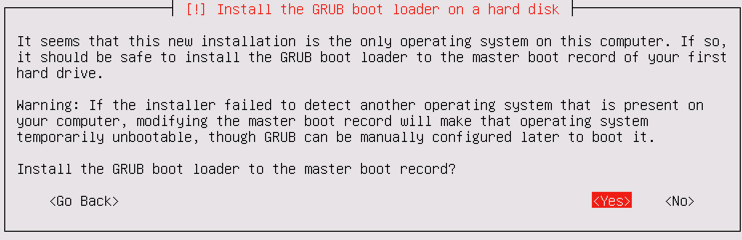 [!] Install the GRUB boot loader on a hard disk
It seems that this new installation is the only operating system on this computer. If so,
it should be safe to install the GRUB boot loader to the master boot record of your first
hard drive.
Warning: If the installer failed to detect another operating system that is present on
your computer, modifying the master boot record will make that operating system
temporarily unbootable, though GRUB can be manually configured later to boot it.
Install the GRUB boot loader to the master boot record?
<Go Back> <Yes> <No>